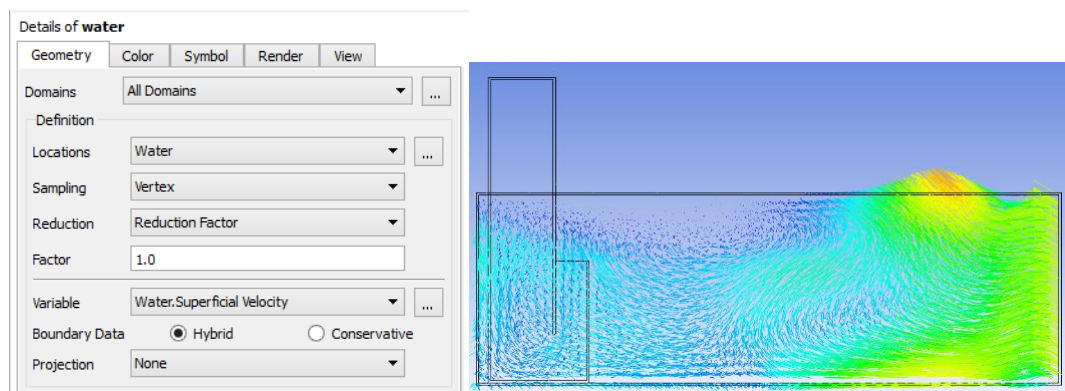 Details of water
Geometry Color Symbol Render View
Domains All Domains ...
Definition
Locations Water ...
Sampling Vertex
Reduction Reduction Factor
Factor 1.0
Variable Water.Superficial Velocity ...
Boundary Data Hybrid Conservative
Projection None